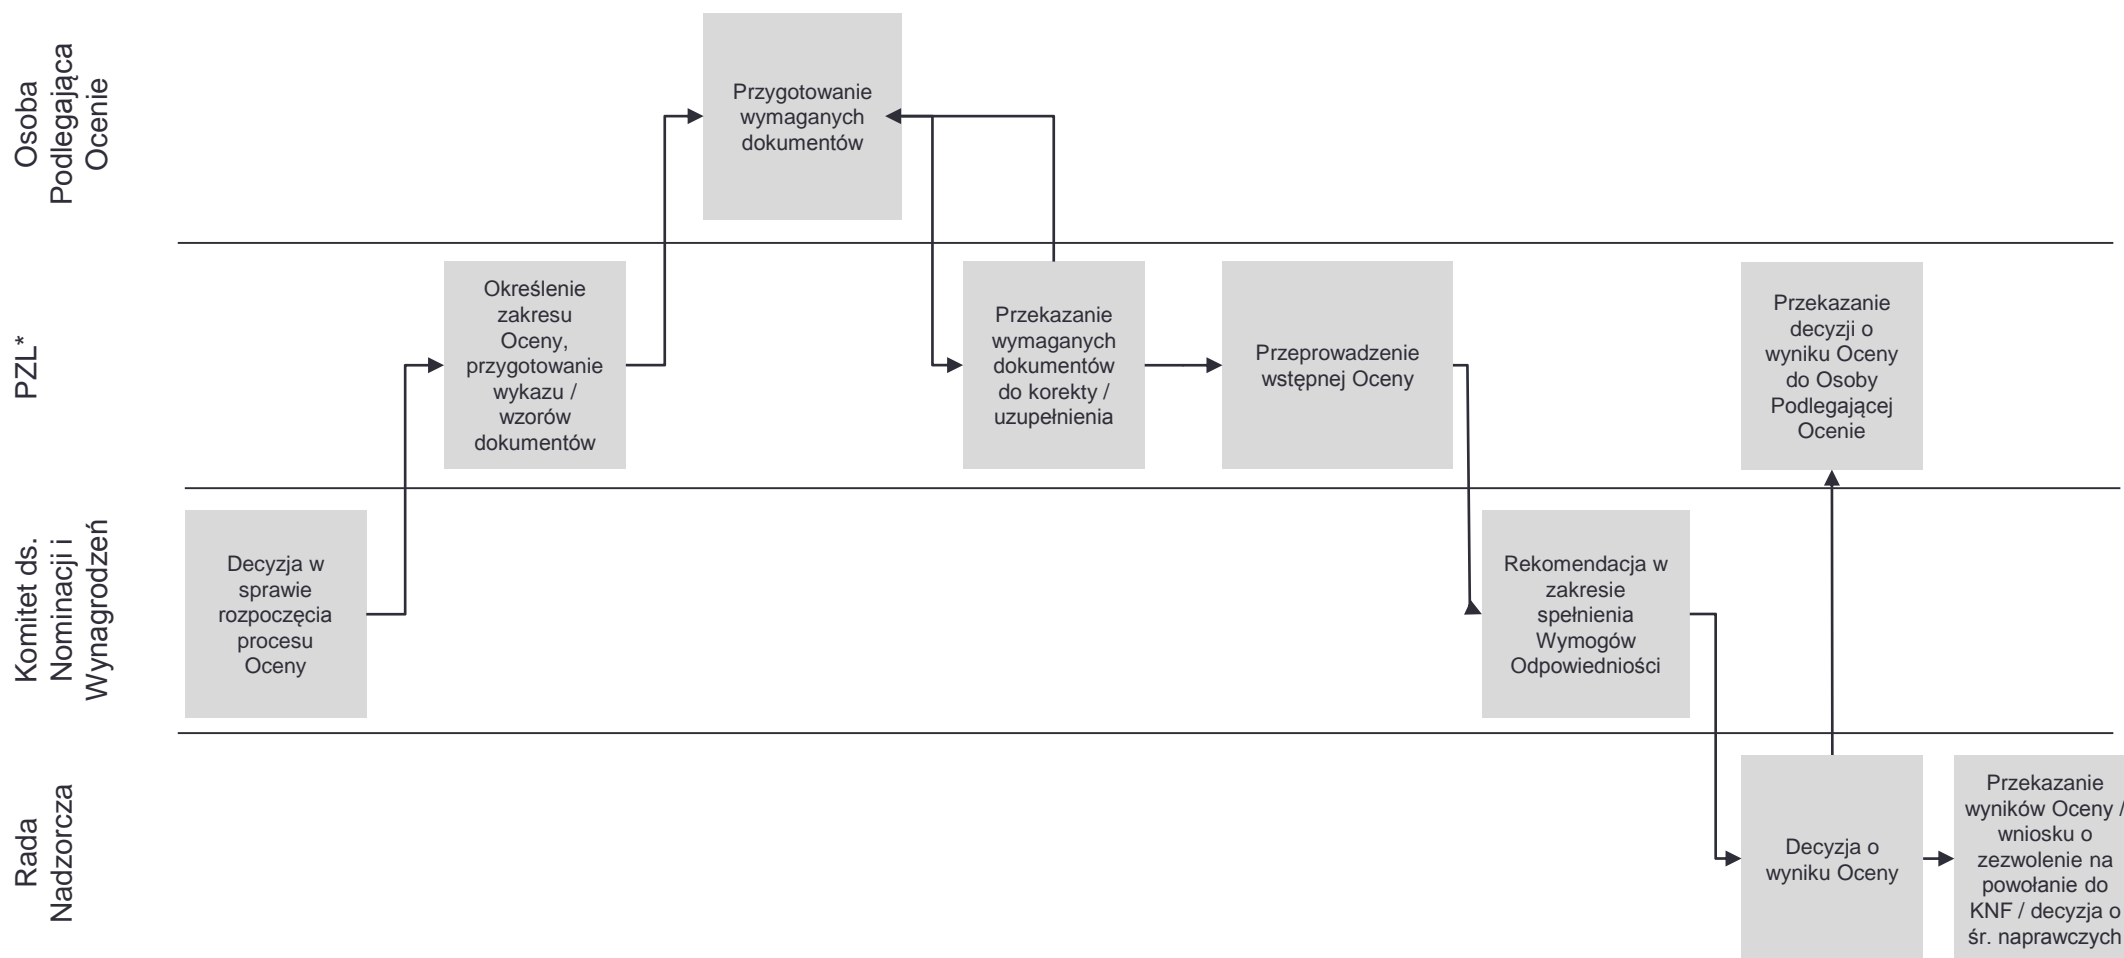 Osoba
Podlegająca
Ocenie
Przygotowanie
wymaganych
dokumentów
PZL*
Określenie
zakresu
Oceny,
przygotowanie
wykazu /
wzorów
dokumentów
Przekazanie
wymaganych
dokumentów
do korekty /
uzupełnienia
Przeprowadzenie
wstępnej Oceny
Przekazanie
decyzji o
wyniku Oceny
do Osoby
Podlegającej
Ocenie
Komitet ds.
Nominacji i
Wynagrodzeń
Decyzja w
sprawie
rozpoczęcia
procesu
Oceny
Rekomendacja w
zakresie
spełnienia
Wymogów
Odpowiedniości
Rada
Nadzorcza
Decyzja o
wyniku Oceny
Przekazanie
wyników Oceny /
wniosku o
zezwolenie na
powołanie do
KNF / decyzja o
śr. naprawczych